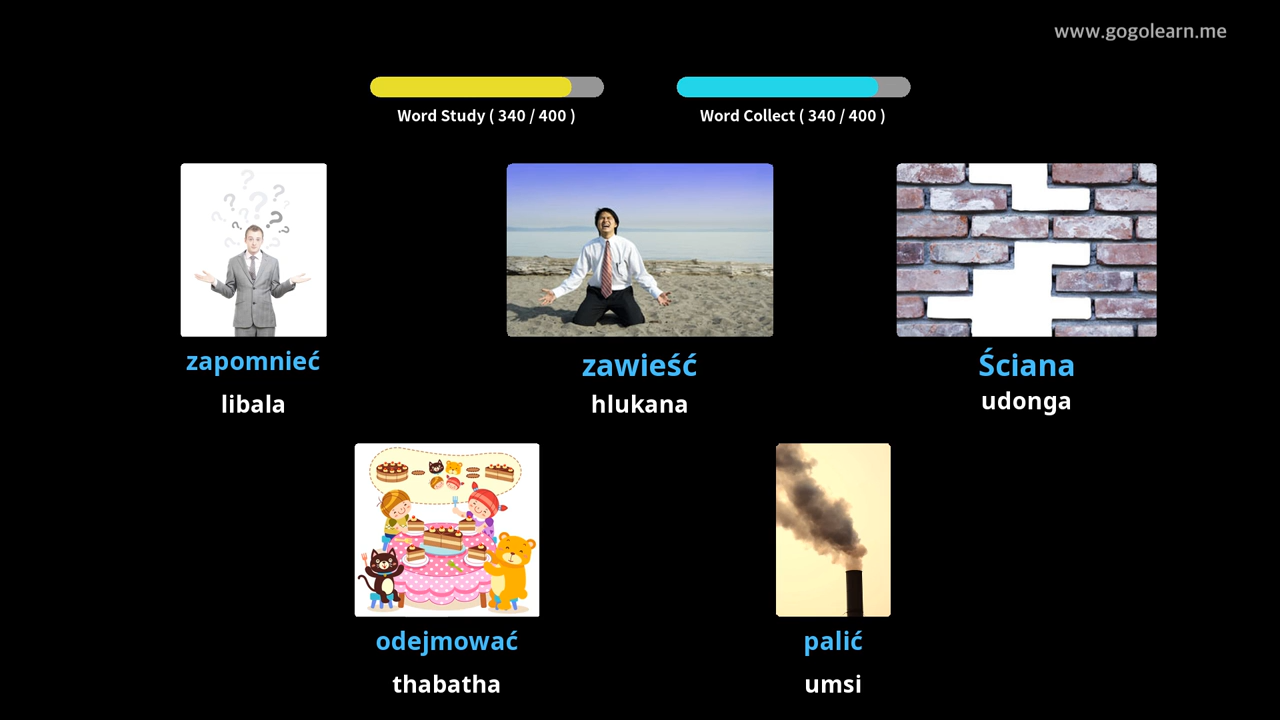 www.gogolearn.me
Word Study ( 340 / 400 )
Word Collect ( 340 / 400 )
zapomnieć
libala
zawieść
hlukana
Ściana
udonga
odejmować
thabatha
palić
umsi